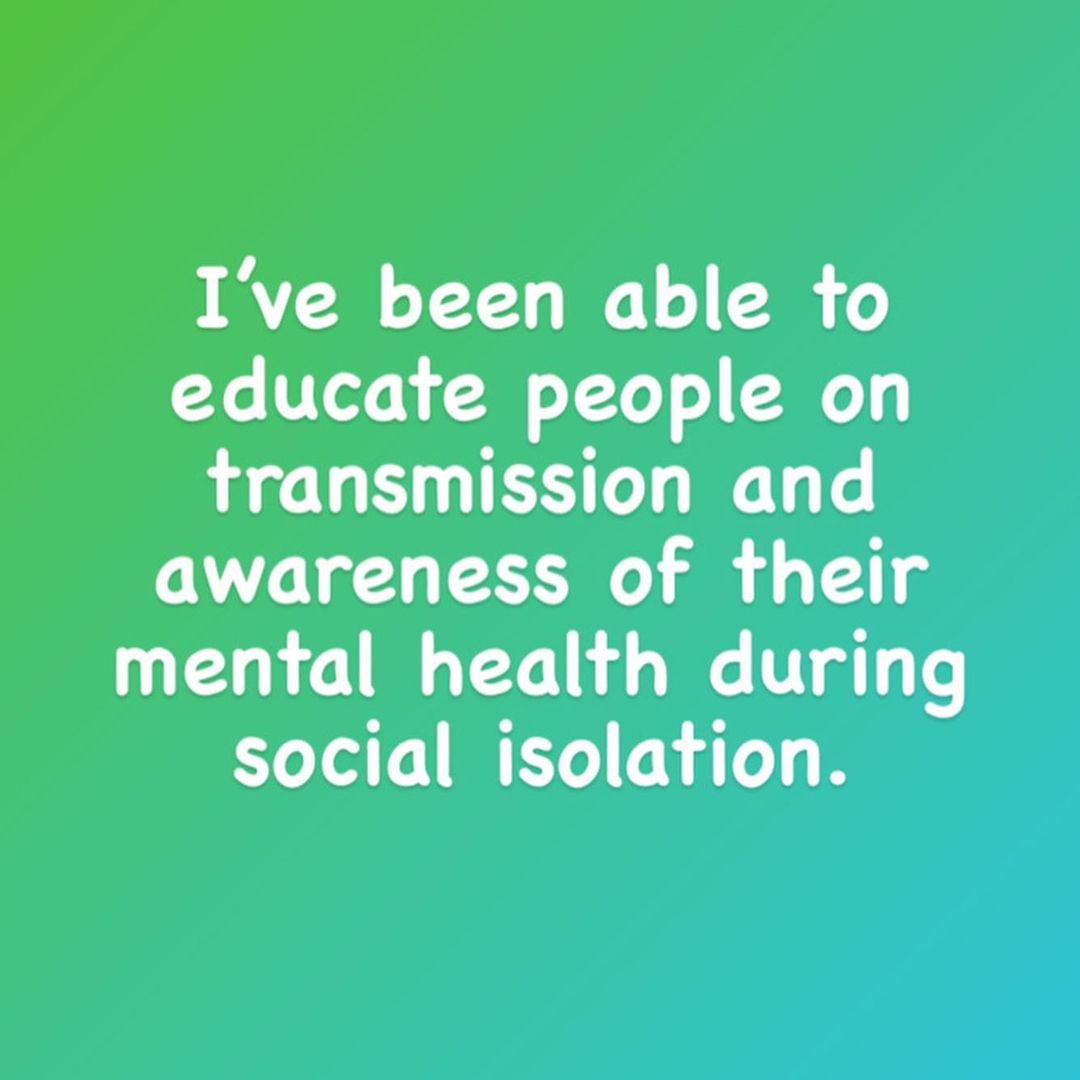 I've been able to
educate people on
transmission and
awareness of their
mental health during
social isolation.